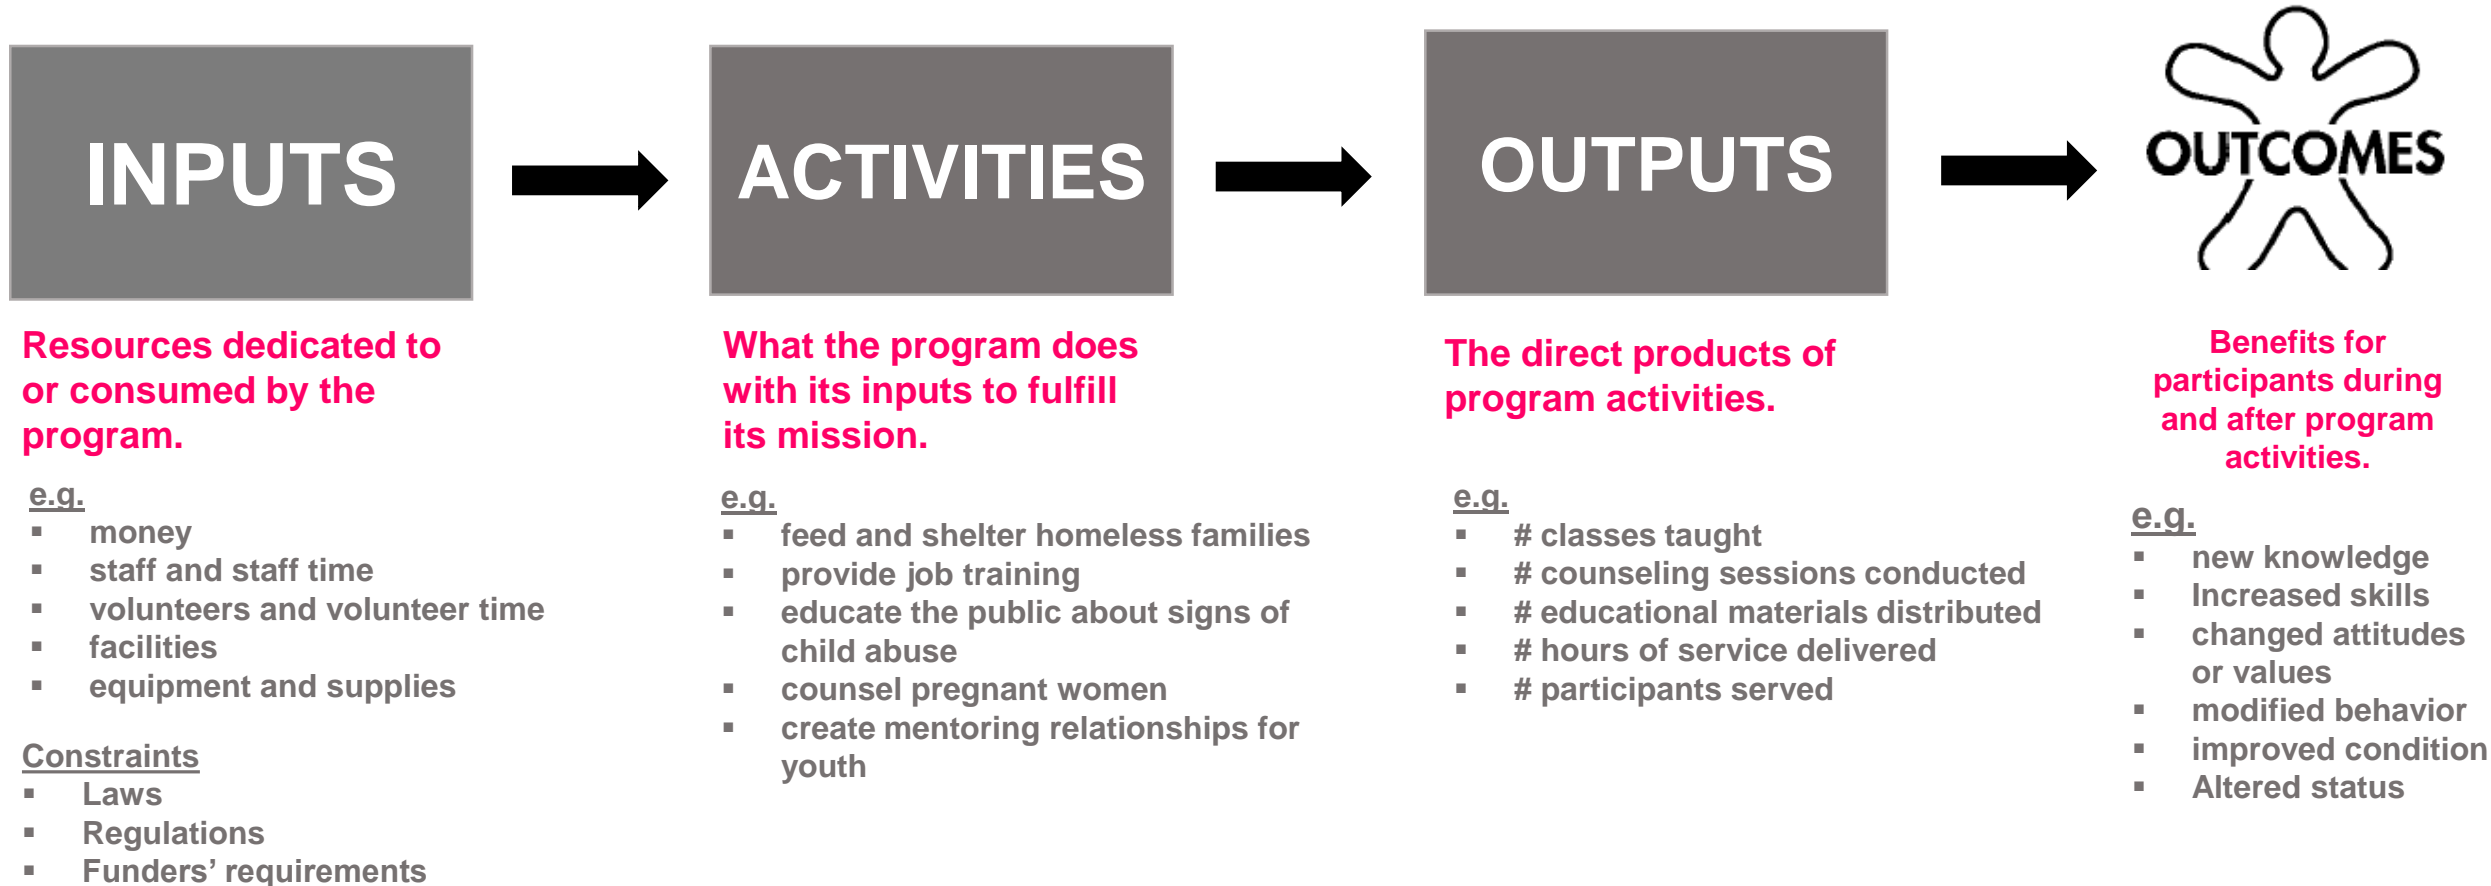 INPUTS
Resources dedicated to
or consumed by the
program.
e.g.
▪ money
▪ staff and staff time
▪ volunteers and volunteer time
▪ facilities
▪ equipment and supplies
Constraints
▪ Laws
▪ Regulations
▪ Funders’ requirements
ACTIVITIES
What the program does
with its inputs to fulfill
its mission.
e.g.
▪ feed and shelter homeless families
▪ provide job training
▪ educate the public about signs of
child abuse
▪ counsel pregnant women
▪ create mentoring relationships for
youth
OUTPUTS
The direct products of
program activities.
e.g.
▪ # classes taught
▪ # counseling sessions conducted
▪ # educational materials distributed
▪ # hours of service delivered
▪ # participants served
OUTCOMES
Benefits for
participants during
and after program
activities.
e.g.
▪ new knowledge
▪ Increased skills
▪ changed attitudes
or values
▪ modified behavior
▪ improved condition
▪ Altered status